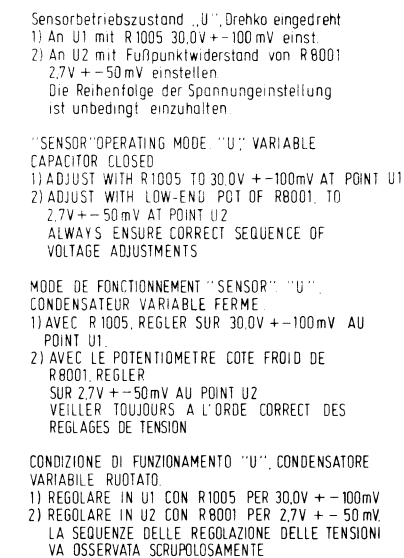 Sensorbetriebszustand „U", Drehko eingedreht
1) An U1 mit R1005 30,0V +-100 mV einst.
2) An U2 mit Fußpunktwiderstand von R8001
2,7V +- 50mV einstellen.
Die Reihenfolge der Spannungeinstellung
ist unbedingt einzuhalten.
"SENSOR" OPERATING MODE "U", VARIABLE
CAPACITOR CLOSED
1) ADJUST WITH R1005 TO 30,0V +-100mV AT POINT U1
2) ADJUST WITH LOW-END POT OF R8001, TO
2,7V +- 50mV AT POINT U2
ALWAYS ENSURE CORRECT SEQUENCE OF
VOLTAGE ADJUSTMENTS
MODE DE FONCTIONNEMENT "SENSOR" "U",
CONDENSATEUR VARIABLE FERME
1) AVEC R1005, REGLER SUR 30,0V +-100mV AU
POINT U1.
2) AVEC LE POTENTIOMETRE COTE FROID DE
R8001, REGLER
SUR 2,7V +-50mV AU POINT U2
VEILLER TOUJOURS A L'ORDE CORRECT DES
REGLAGES DE TENSION
CONDIZIONE DI FUNZIONAMENTO "U", CONDENSATORE
VARIABILE RUOTATO.
1) REGOLARE IN U1 CON R1005 PER 30,0V +- 100mV
2) REGOLARE IN U2 CON R8001 PER 2,7V +- 50 mV.
LA SEQUENZE DELLE REGOLAZIONE DELLE TENSIONI
VA OSSERVATA SCRUPOLOSAMENTE